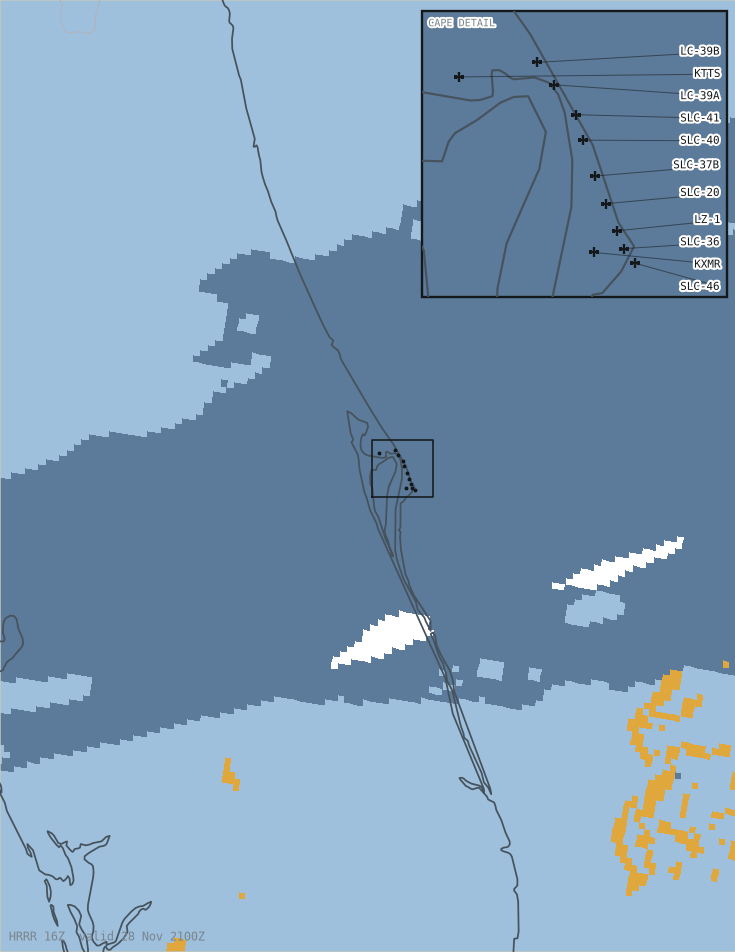 CAPE DETAIL
LC-39B
KTTS
LC-39A
SLC-41
SLC-40
SLC-37B
SLC-20
LZ-1
SLC-36
KXMR
SLC-46
HRRR 16Z  valid 28 Nov 2100Z